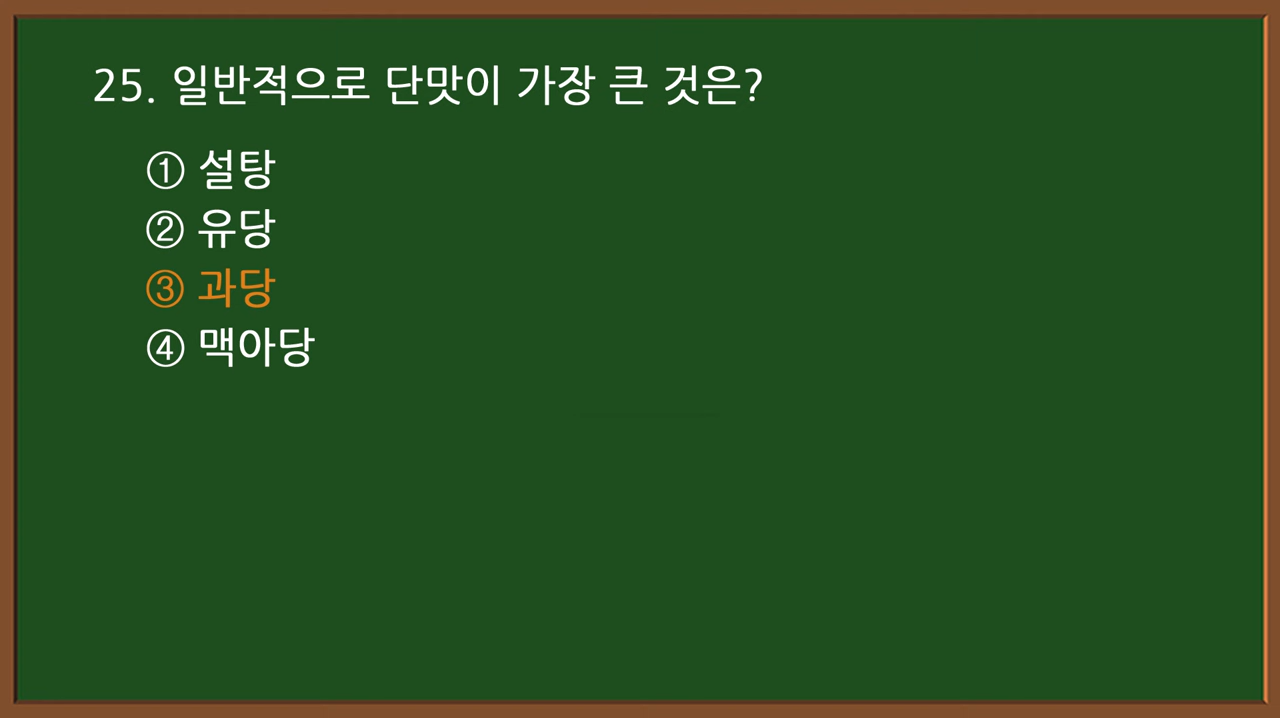 25. 일반적으로 단맛이 가장 큰 것은?
① 설탕
② 유당
③ 과당
④ 맥아당